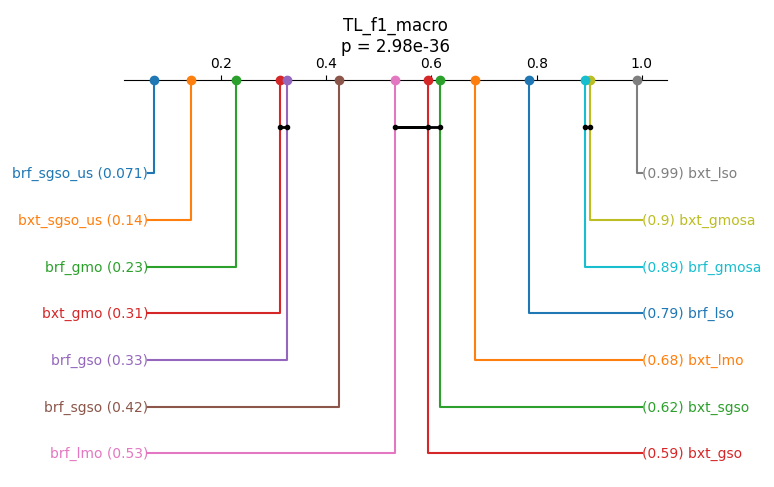 TL_f1_macro
p = 2.98e-36
0.2 0.4 0.6 0.8 1.0
brf_sgso_us (0.071) (0.99) bxt_lso
bxt_sgso_us (0.14) (0.9) bxt_gmosa
brf_gmo (0.23) (0.89) brf_gmosa
bxt_gmo (0.31) (0.79) brf_lso
brf_gso (0.33) (0.68) bxt_lmo
brf_sgso (0.42) (0.62) bxt_sgso
brf_lmo (0.53) (0.59) bxt_gso